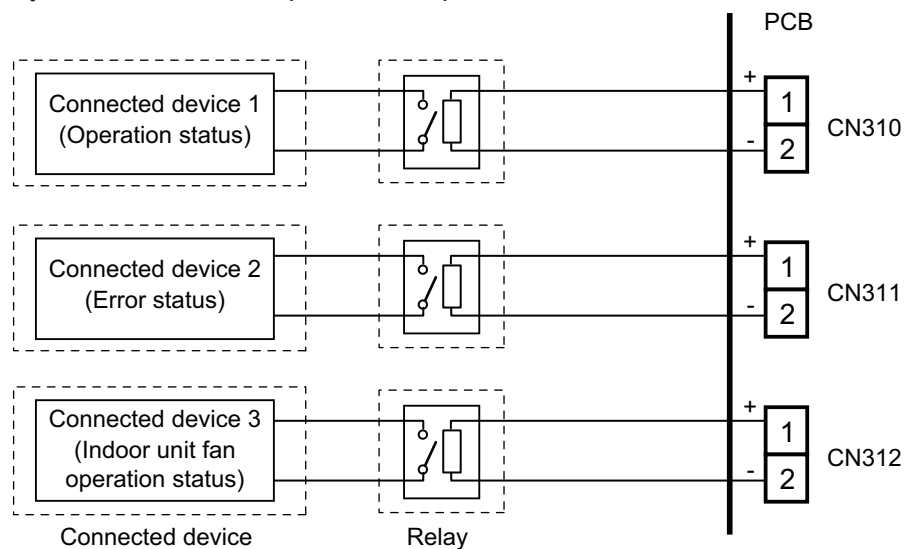 PCB
Connected device 1
(Operation status)
+
1
-
2
CN310
Connected device 2
(Error status)
+
1
-
2
CN311
Connected device 3
(Indoor unit fan
operation status)
+
1
-
2
CN312
Connected device
Relay